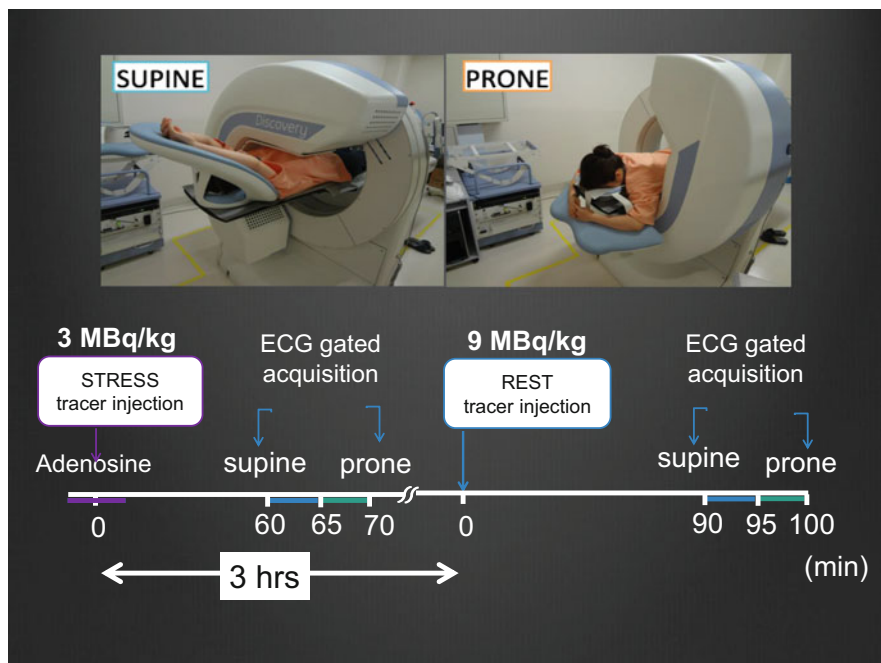 SUPINE
PRONE
Discovery
3 MBq/kg
STRESS
tracer injection
ECG gated
acquisition
9 MBq/kg
REST
tracer injection
ECG gated
acquisition
Adenosine
supine
prone
supine
prone
0
60
65
70
0
90
95
100
3 hrs
(min)